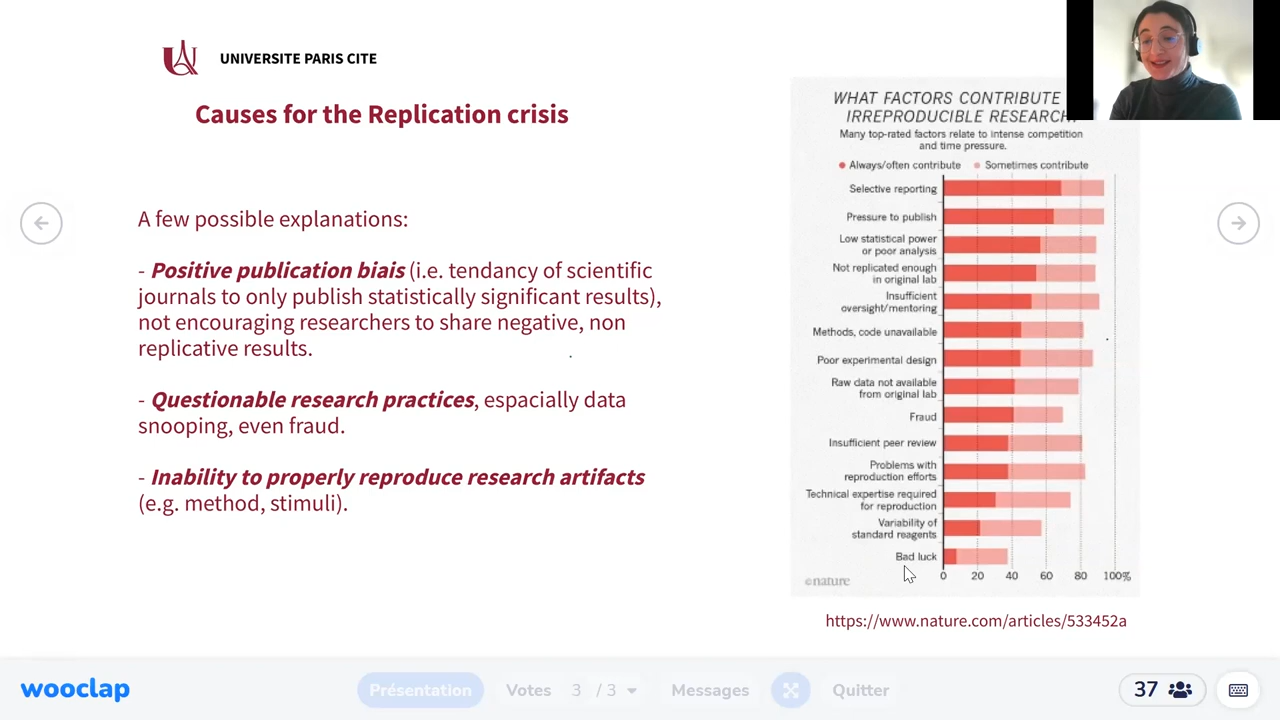 UNIVERSITE PARIS CITE
Causes for the Replication crisis
A few possible explanations:
- Positive publication biais (i.e. tendancy of scientific
journals to only publish statistically significant results),
not encouraging researchers to share negative, non
replicative results.
- Questionable research practices, espacially data
snooping, even fraud.
- Inability to properly reproduce research artifacts
(e.g. method, stimuli).
WHAT FACTORS CONTRIBUTE
IRREPRODUCIBLE RESEARCH
Many top-rated factors relate to intense competition
and time pressure.
Always/often contribute
Sometimes contribute
Selective reporting
Pressure to publish
Low statistical power
or poor analysis
Not replicated enough
in original lab
Insufficient
oversight/mentoring
Methods, code unavailable
Poor experimental design
Raw data not available
from original lab
Fraud
Insufficient peer review
Problems with
reproduction efforts
Technical expertise required
for reproduction
Variability of
standard reagents
Bad luck
0 20 40 60 80 100%
©nature
https://www.nature.com/articles/533452a
wooclap
Présentation
Votes
3 / 3
Messages
Quitter
37